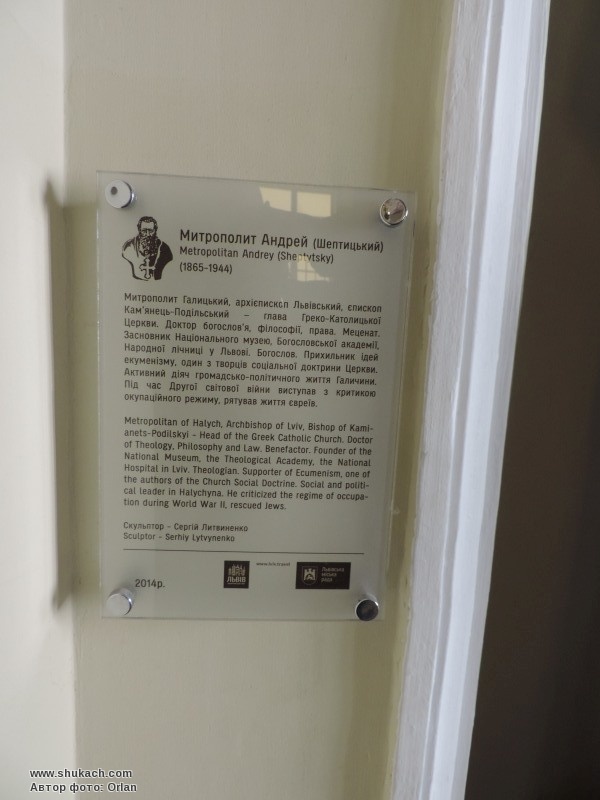 Митрополит Андрей (Шептицький)
Metropolitan Andrey (Sheptytsky)
(1865-1944)
Митрополит Галицький, архієпископ Львівський, єпископ
Кам'янець-Подільський – глава Греко-Католицької
Церкви. Доктор богослов'я, філософії, права. Меценат.
Засновник Національного музею, Богословської академії,
Народної лічниці у Львові. Богослов. Прихильник ідей
екуменізму, один з творців соціальної доктрини Церкви.
Активний діяч громадсько-політичного життя Галичини.
Під час Другої світової війни виступав з критикою
окупаційного режиму, рятував життя євреїв.
Metropolitan of Halych, Archbishop of Lviv, Bishop of Kami-
anets-Podilskyi - Head of the Greek Catholic Church. Doctor
of Theology, Philosophy and Law. Benefactor. Founder of the
National Museum, the Theological Academy, the National
Hospital in Lviv. Theologian. Supporter of Ecumenism, one of
the authors of the Church Social Doctrine. Social and politi-
cal leader in Halychyna. He criticized the regime of occupa-
tion during World War II, rescued Jews.
Скульптор - Сергій Литвиненко
Sculptor - Serhiy Lytvynenko
2014р.
ЛЬВІВ
Львівська
міська
рада
www.shukach.com
Автор фото: Orlan